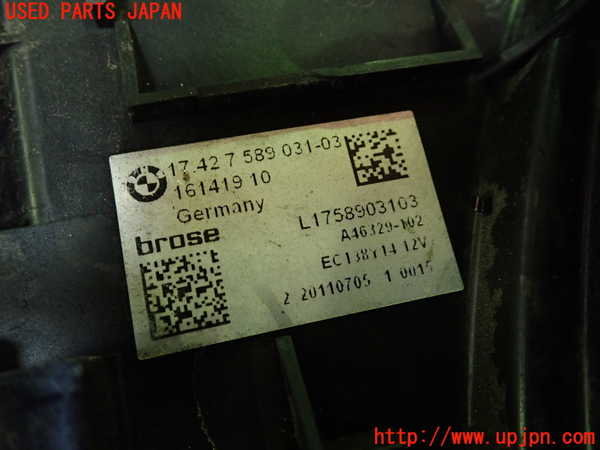 USED PARTS JAPAN
17.42 7 589 031-03
161419 10
Germany
brose
L1758903103
A46329-102
EC138Y14 12V
2 20110705 1 0015
http://www.upjpn.com